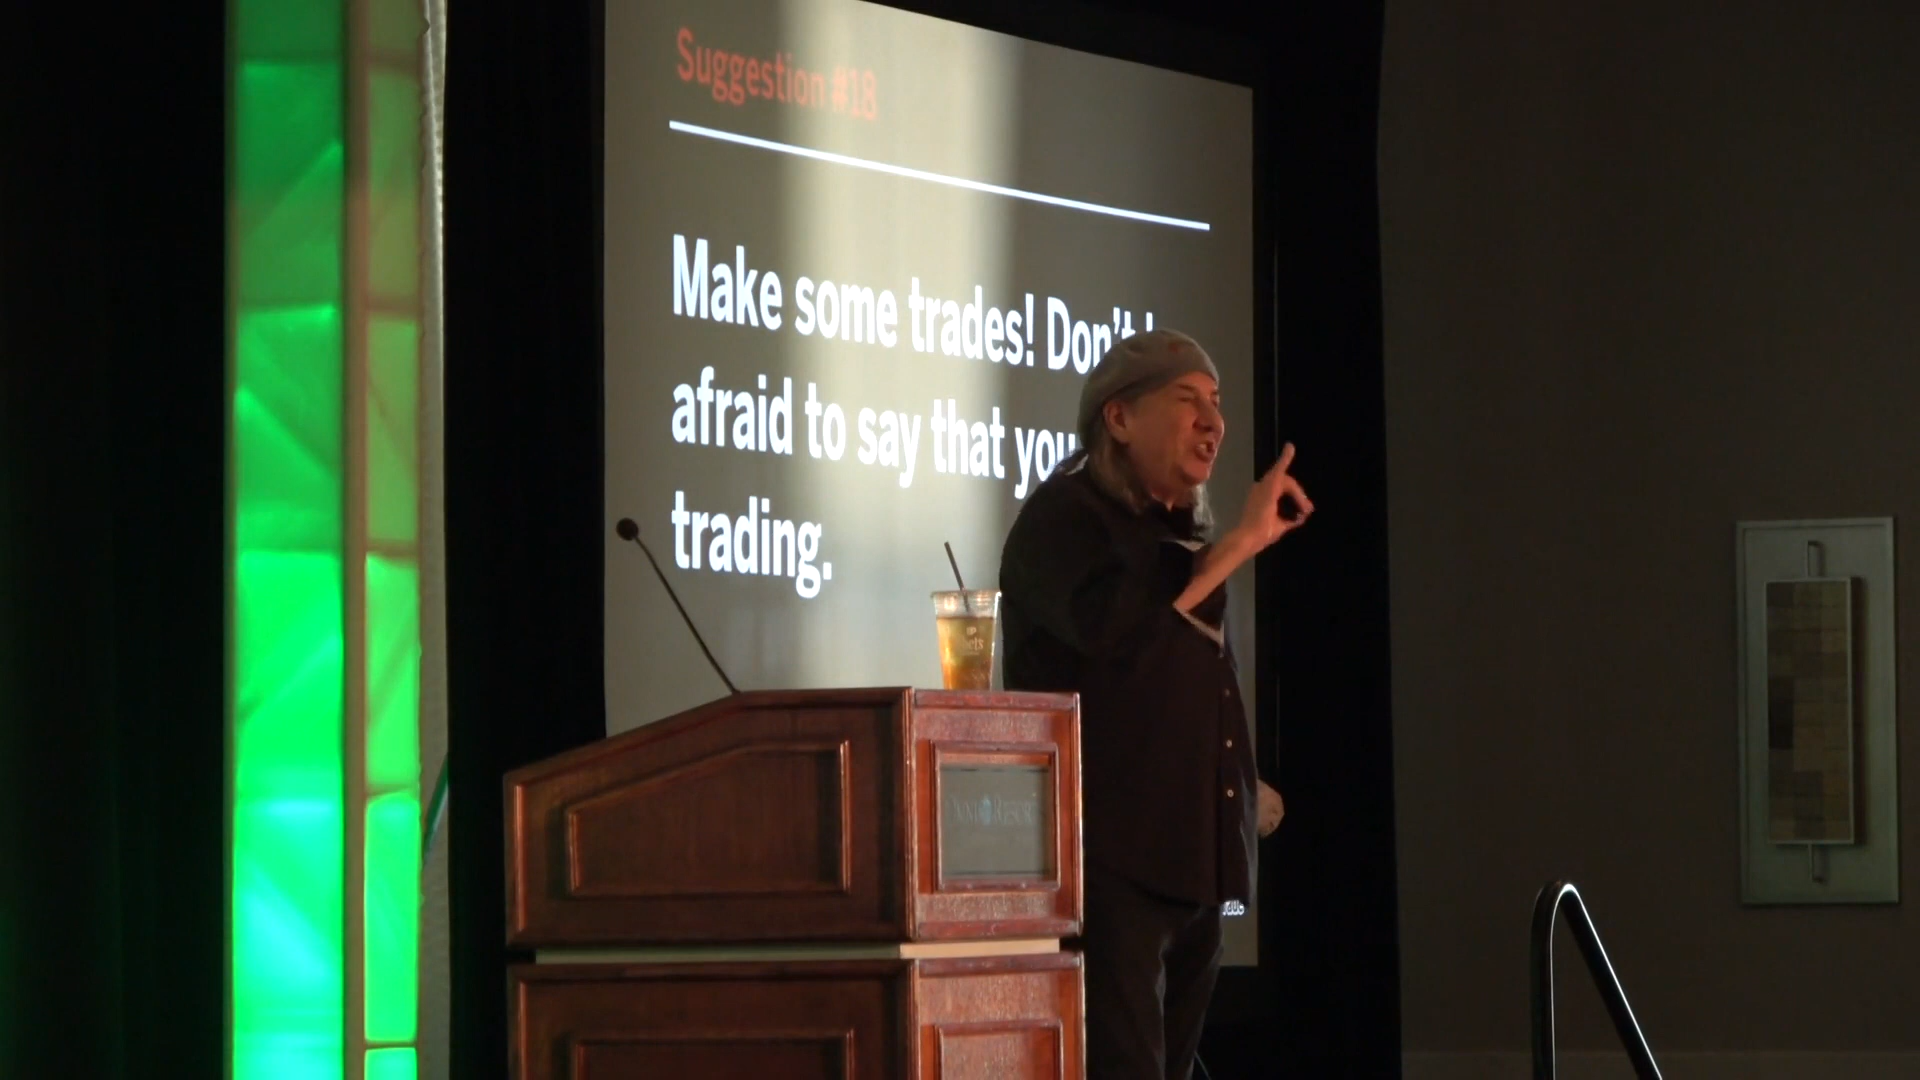 Suggestion #18
Make some trades! Don't
afraid to say that you
trading.